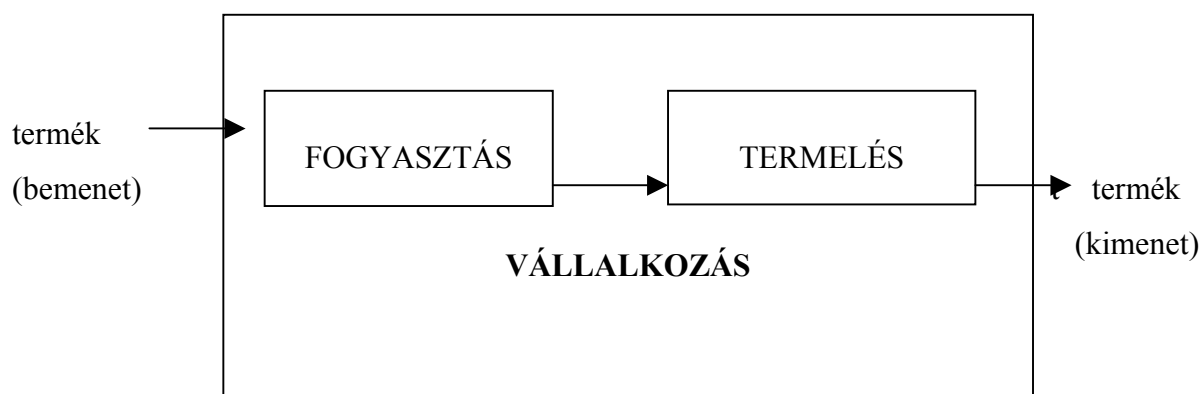 termék
(bemenet)
FOGYASZTÁS
TERMELÉS
termék
(kimenet)
VÁLLALKOZÁS